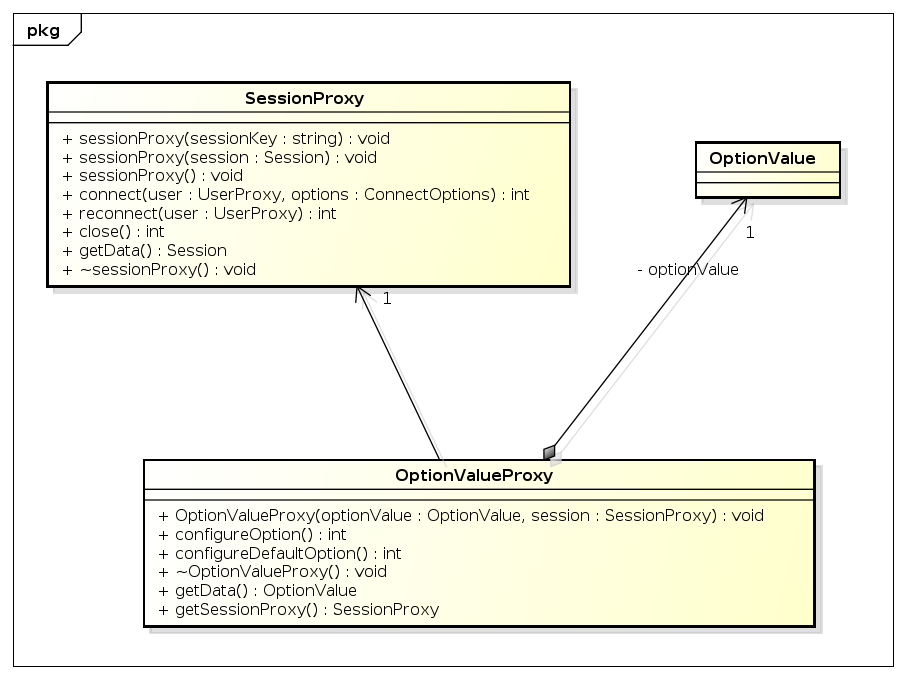 pkg
SessionProxy
+ sessionProxy(sessionKey : string) : void
+ sessionProxy(session : Session) : void
+ sessionProxy() : void
+ connect(user : UserProxy, options : ConnectOptions) : int
+ reconnect(user : UserProxy) : int
+ close() : int
+ getData() : Session
+ ~sessionProxy() : void
OptionValue
1
- optionValue
1
OptionValueProxy
+ OptionValueProxy(optionValue : OptionValue, session : SessionProxy) : void
+ configureOption() : int
+ configureDefaultOption() : int
+ ~OptionValueProxy() : void
+ getData() : OptionValue
+ getSessionProxy() : SessionProxy